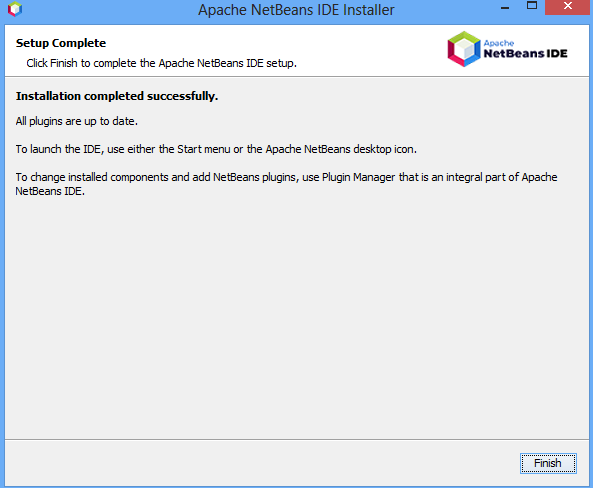 Apache NetBeans IDE Installer
Setup Complete
Click Finish to complete the Apache NetBeans IDE setup.
Apache
NetBeans IDE
Installation completed successfully.
All plugins are up to date.
To launch the IDE, use either the Start menu or the Apache NetBeans desktop icon.
To change installed components and add NetBeans plugins, use Plugin Manager that is an integral part of Apache
NetBeans IDE.
Finish